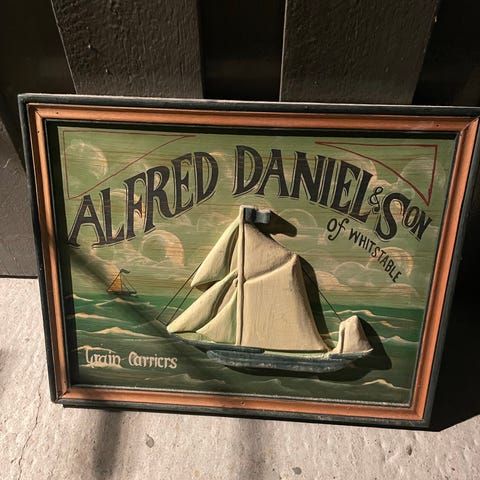 ALFRED DANIEL & SON
of WHITSTABLE
Grain Carriers